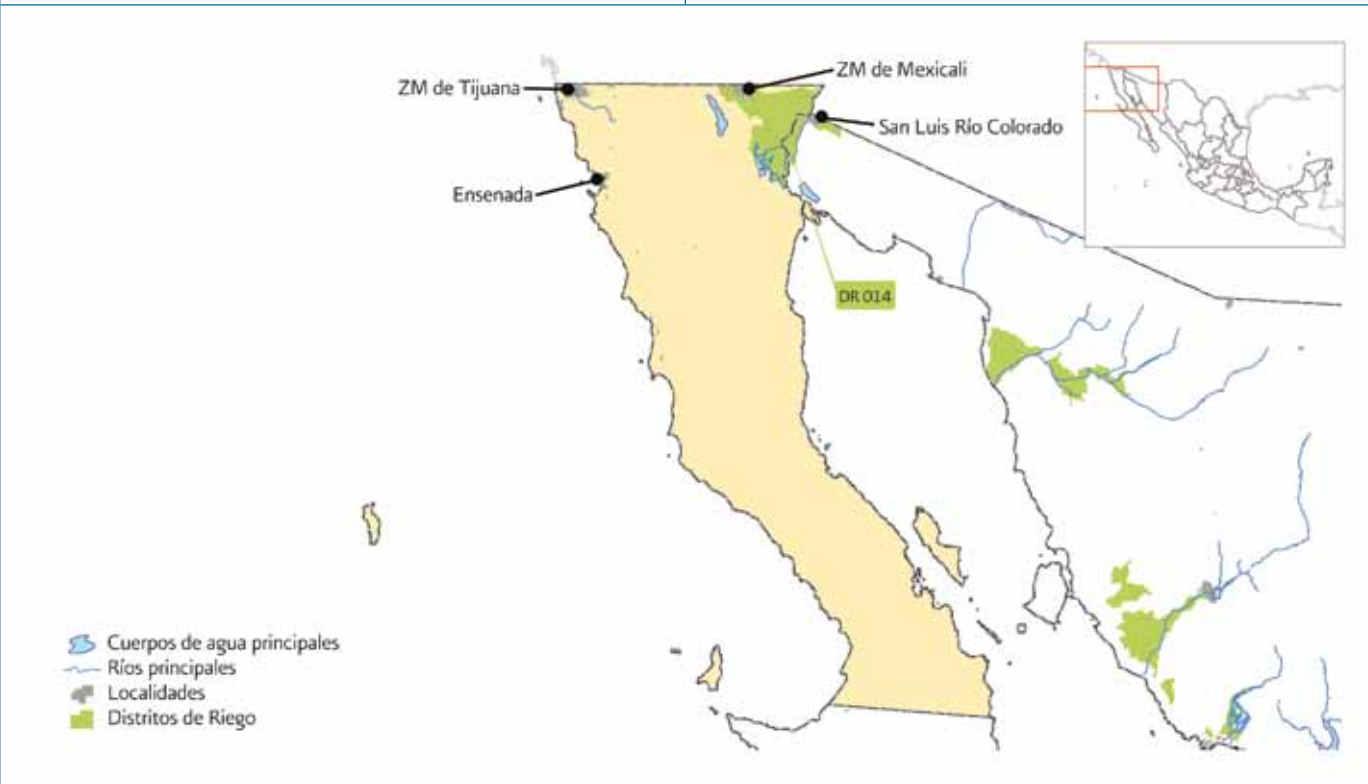 ZM de Tijuana
ZM de Mexicali
San Luis Río Colorado
Ensenada
DR 014
Cuerpos de agua principales
Ríos principales
Localidades
Distritos de Riego